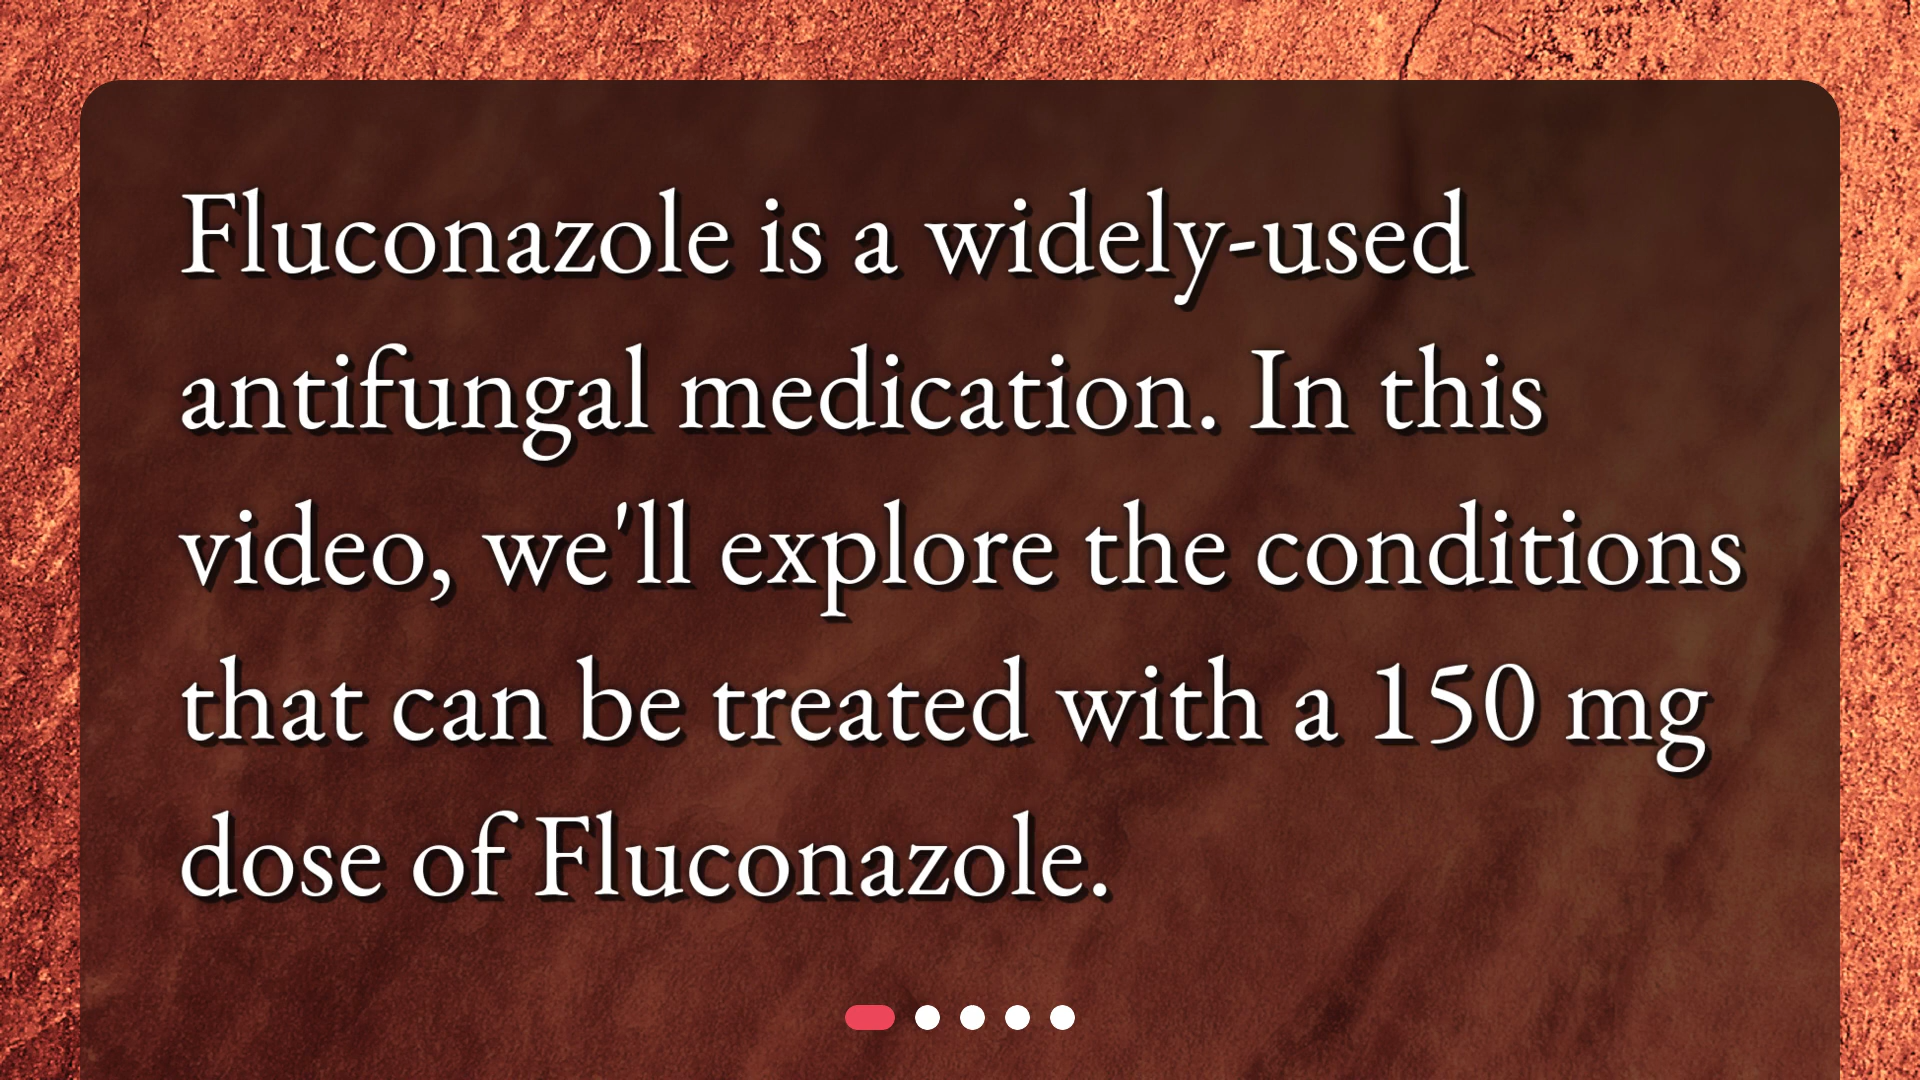 Fluconazole is a widely-used
antifungal medication. In this
video, we'll explore the conditions
that can be treated with a 150 mg
dose of Fluconazole.